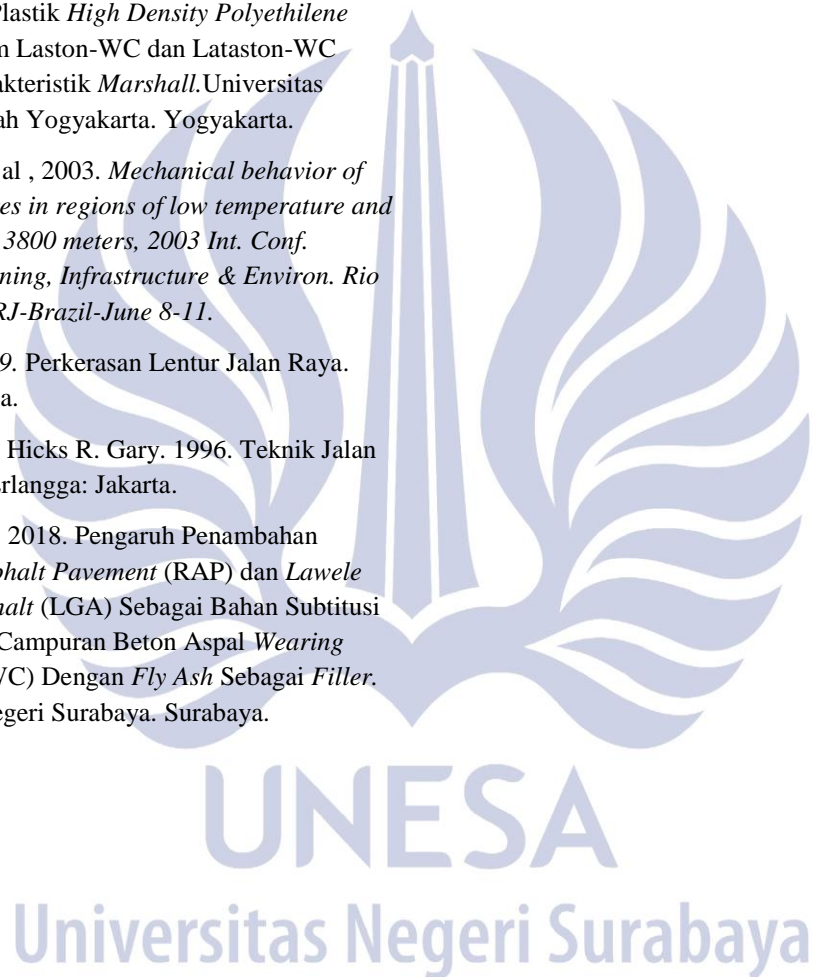 Plastik High Density Polyethilene
Laston-WC dan Lataston-WC
Marshall.Universitas
Yogyakarta. Yogyakarta.
al , 2003. Mechanical behavior of
in regions of low temperature and
3800 meters, 2003 Int. Conf.
Infrastructure & Environ. Rio
RJ-Brazil-June 8-11.
9. Perkerasan Lentur Jalan Raya.
a.
Hicks R. Gary. 1996. Teknik Jalan
rlangga: Jakarta.
2018. Pengaruh Penambahan
phalt Pavement (RAP) dan Lawele
halt (LGA) Sebagai Bahan Subtitusi
Campuran Beton Aspal Wearing
WC) Dengan Fly Ash Sebagai Filler.
egeri Surabaya. Surabaya.
UNESA
Universitas Negeri Surabaya